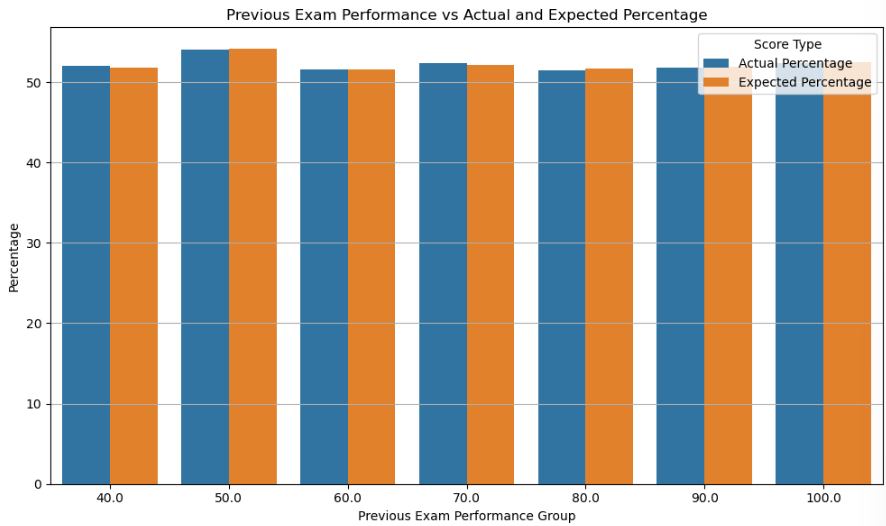 Previous Exam Performance vs Actual and Expected Percentage
Score Type
Actual Percentage
Expected Percentage
Percentage
50
40
30
20
10
0
40.0 50.0 60.0 70.0 80.0 90.0 100.0
Previous Exam Performance Group